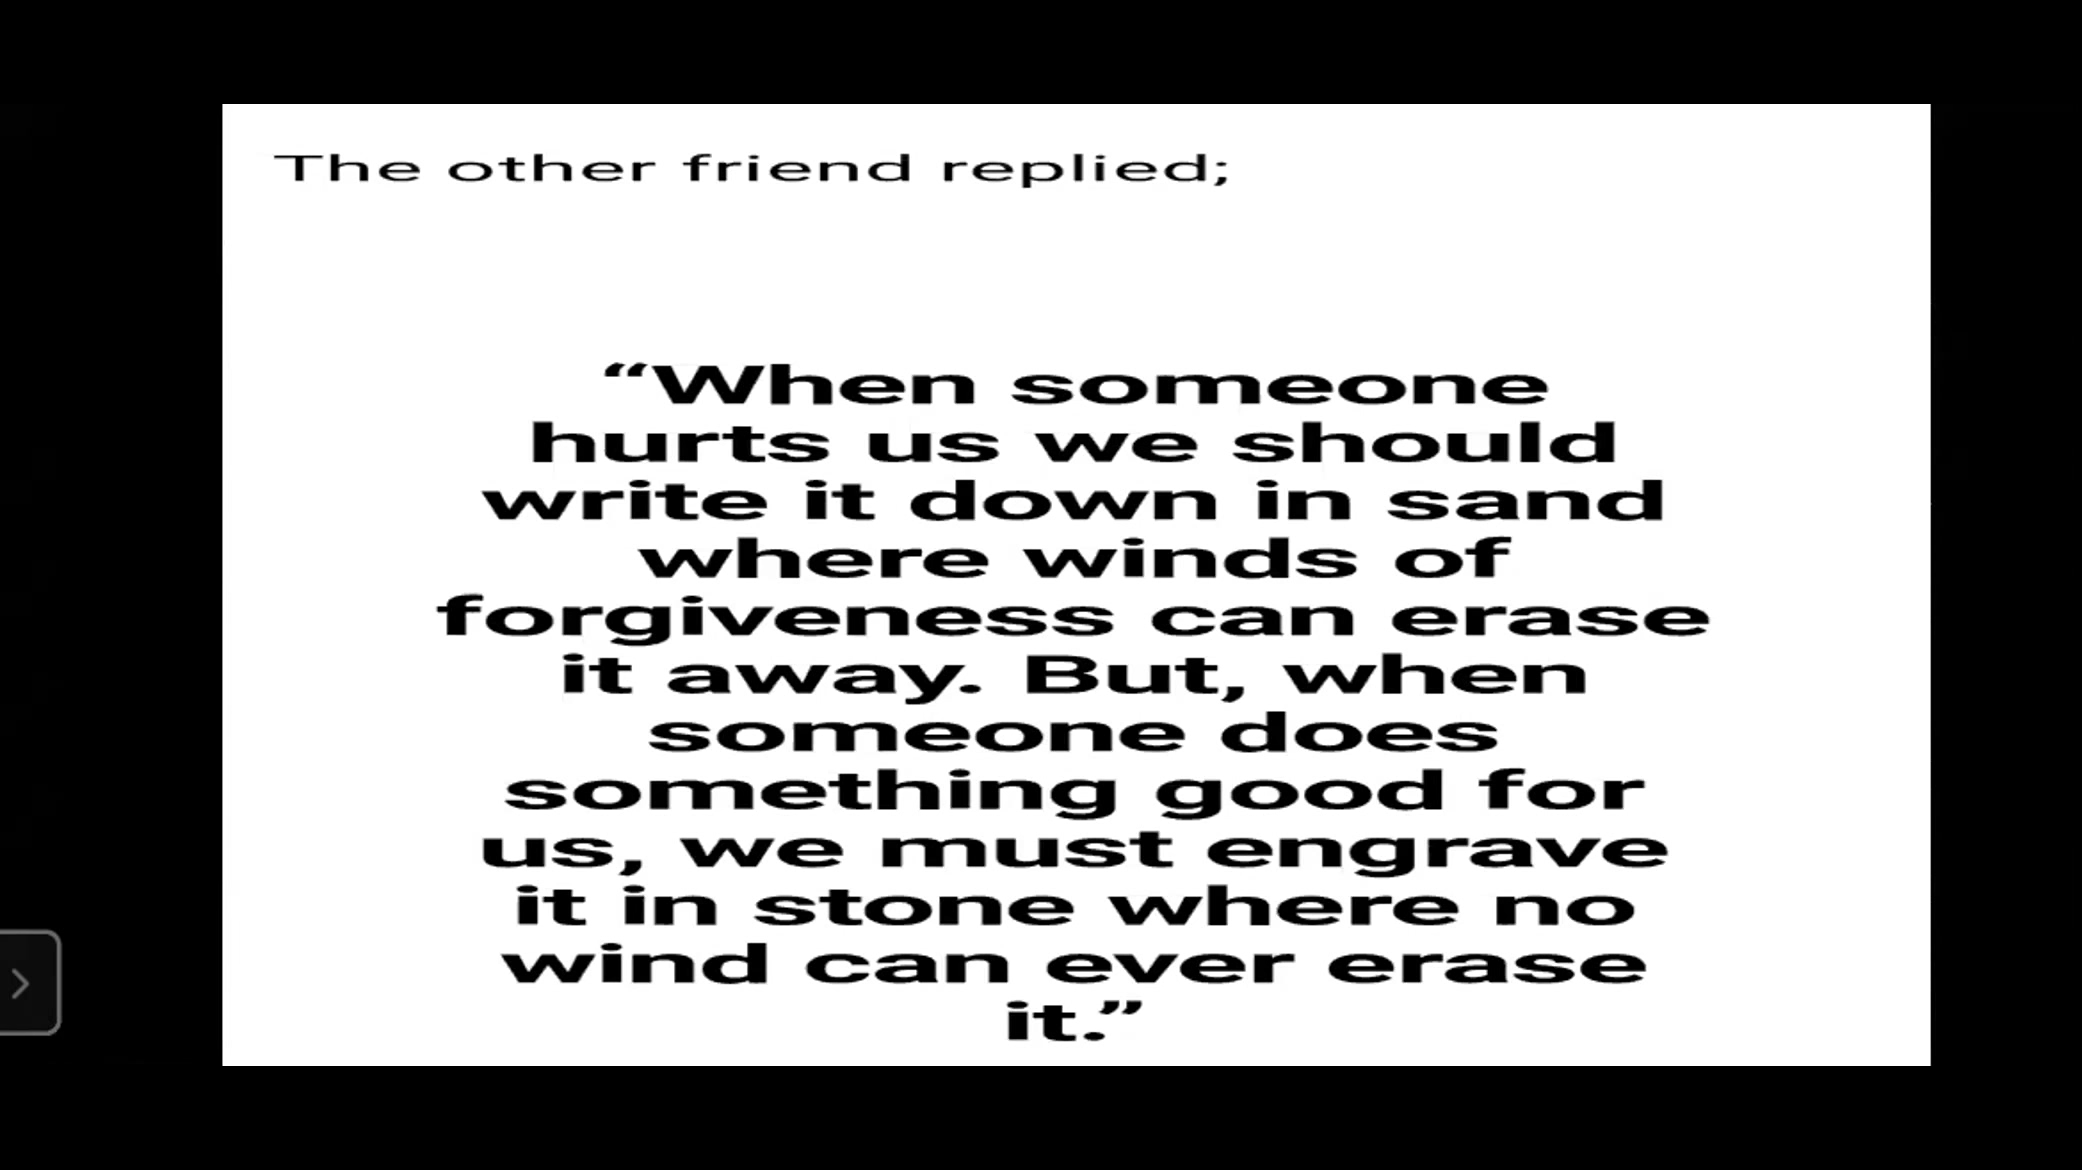 The other friend replied;
“When someone
hurts us we should
write it down in sand
where winds of
forgiveness can erase
it away. But, when
someone does
something good for
us, we must engrave
it in stone where no
wind can ever erase
it.”